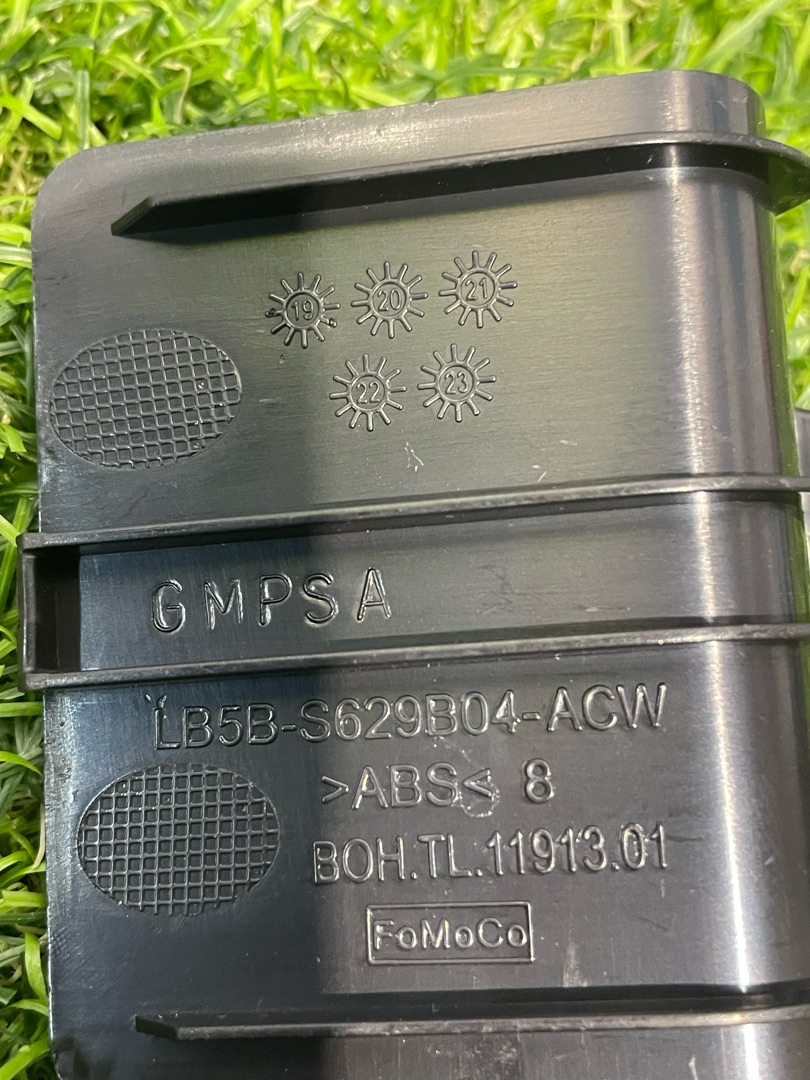 19 20 21
22 23
GMPSA
LB5B-S629B04-ACW
>ABS< 8
BOH.TL.11913.01
FoMoCo